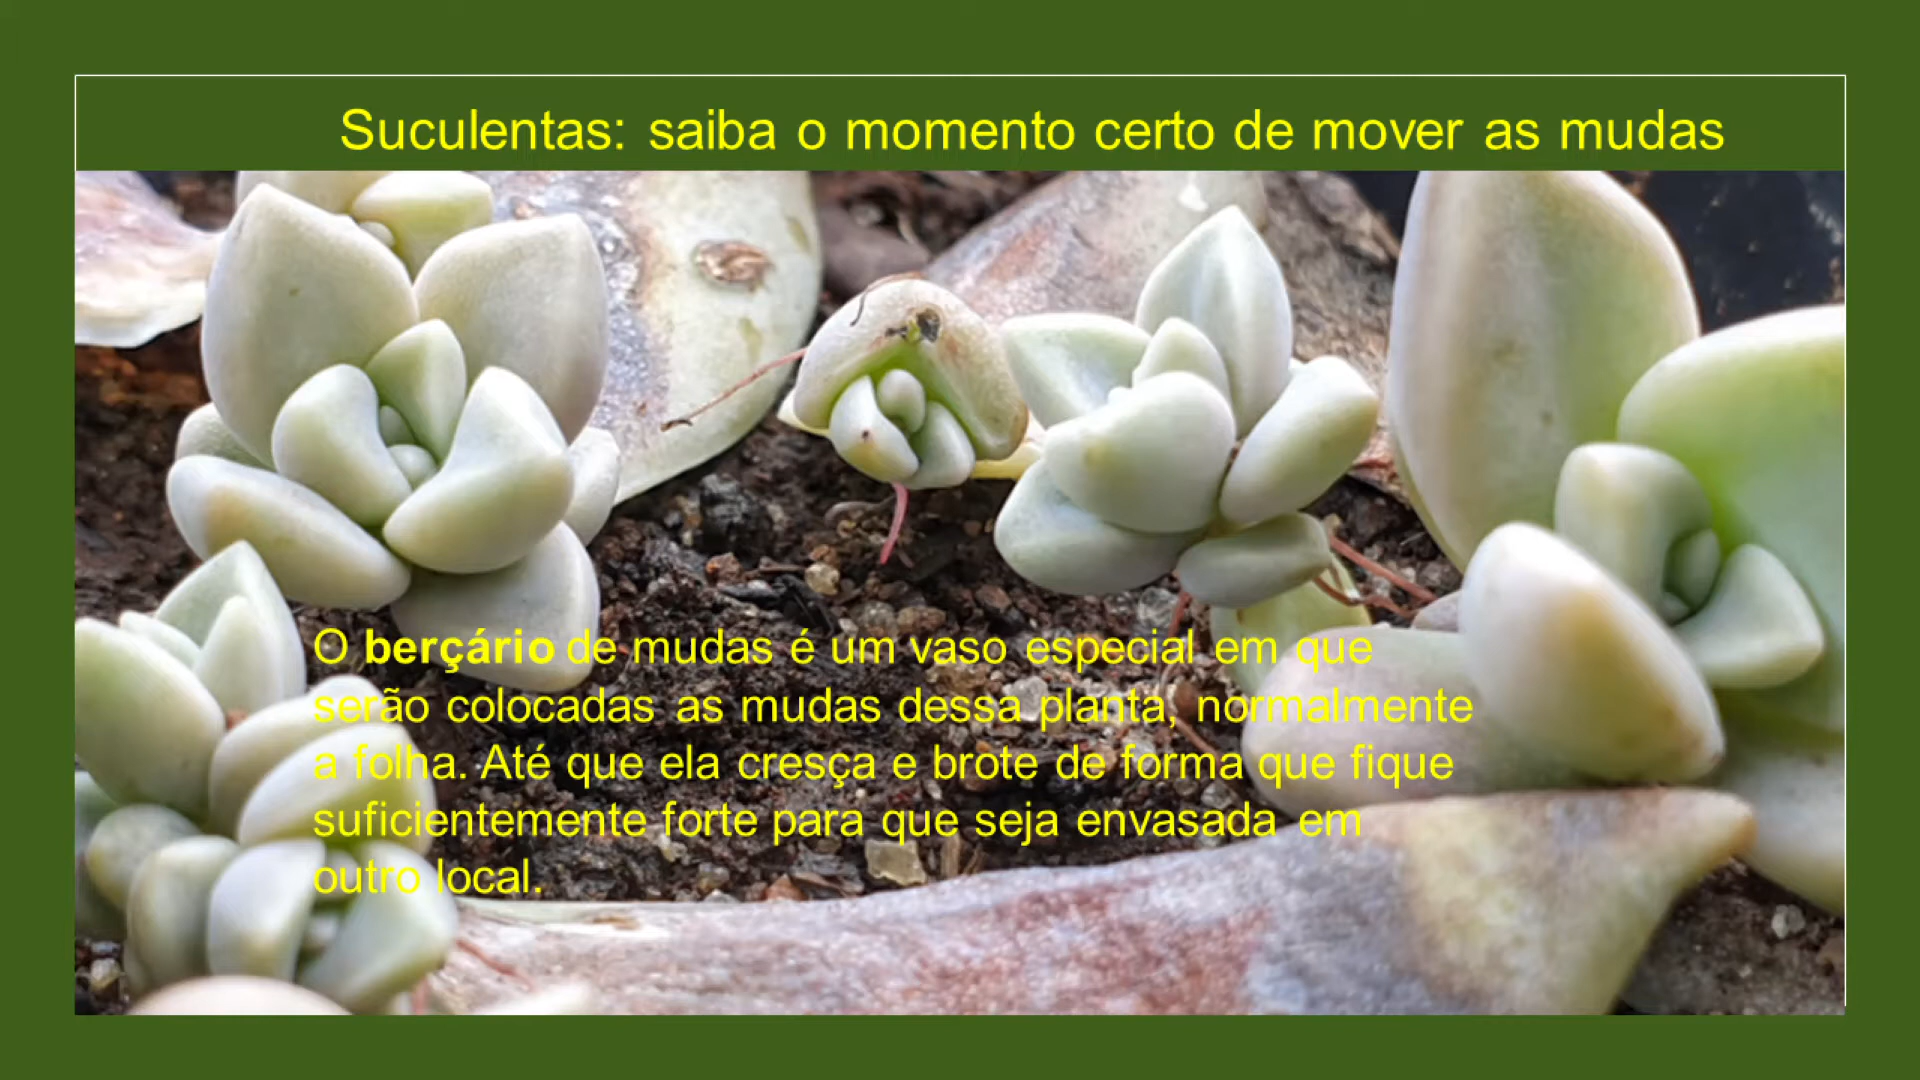 Suculentas: saiba o momento certo de mover as mudas
O berçário de mudas é um vaso especial em que
serão colocadas as mudas dessa planta, normalmente
a folha. Até que ela cresça e brote de forma que fique
suficientemente forte para que seja envasada em
outro local.